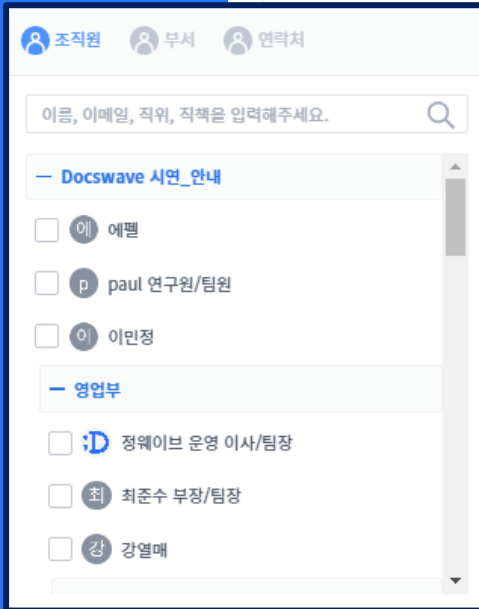 조직원 부서 연락처
이름, 이메일, 직위, 직책을 입력해주세요.
Docswave 시연_안내
에 에펠
p paul 연구원/팀원
이 이민정
영업부
;D 정웨이브 운영 이사/팀장
최 최준수 부장/팀장
강 강열매